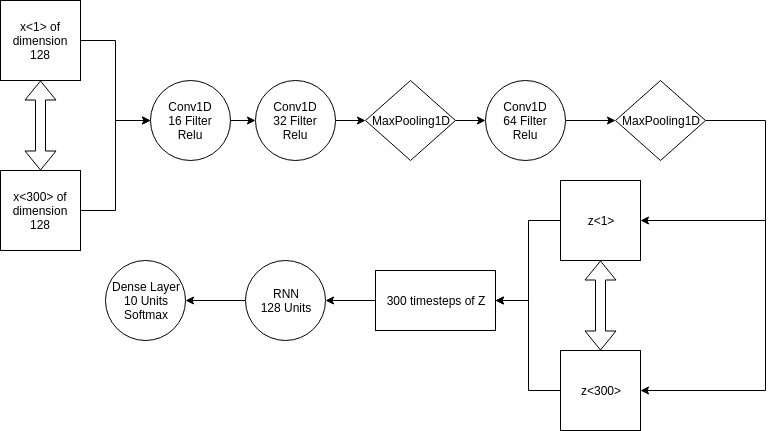 x<1> of
dimension
128
x<300> of
dimension
128
Conv1D
16 Filter
Relu
Conv1D
32 Filter
Relu
MaxPooling1D
Conv1D
64 Filter
Relu
MaxPooling1D
z<1>
z<300>
300 timesteps of Z
RNN
128 Units
Dense Layer
10 Units
Softmax